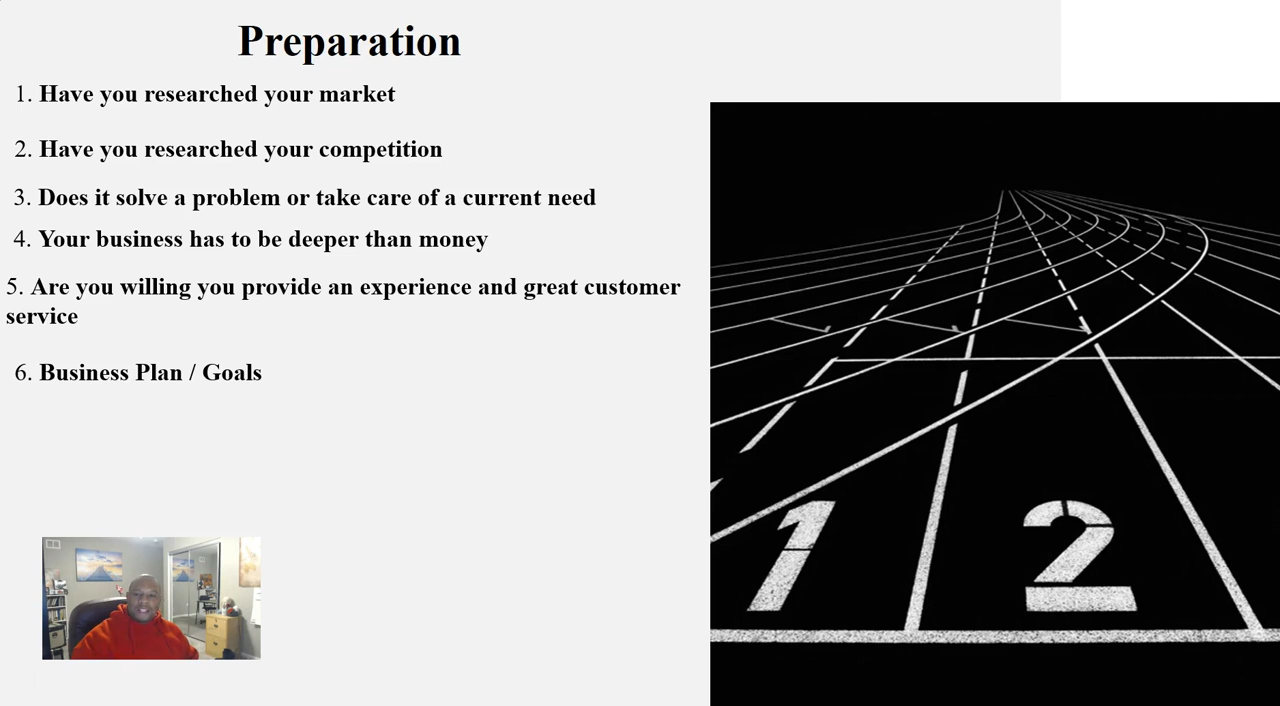 Preparation
1. Have you researched your market
2. Have you researched your competition
3. Does it solve a problem or take care of a current need
4. Your business has to be deeper than money
5. Are you willing you provide an experience and great customer
service
6. Business Plan / Goals
1 2